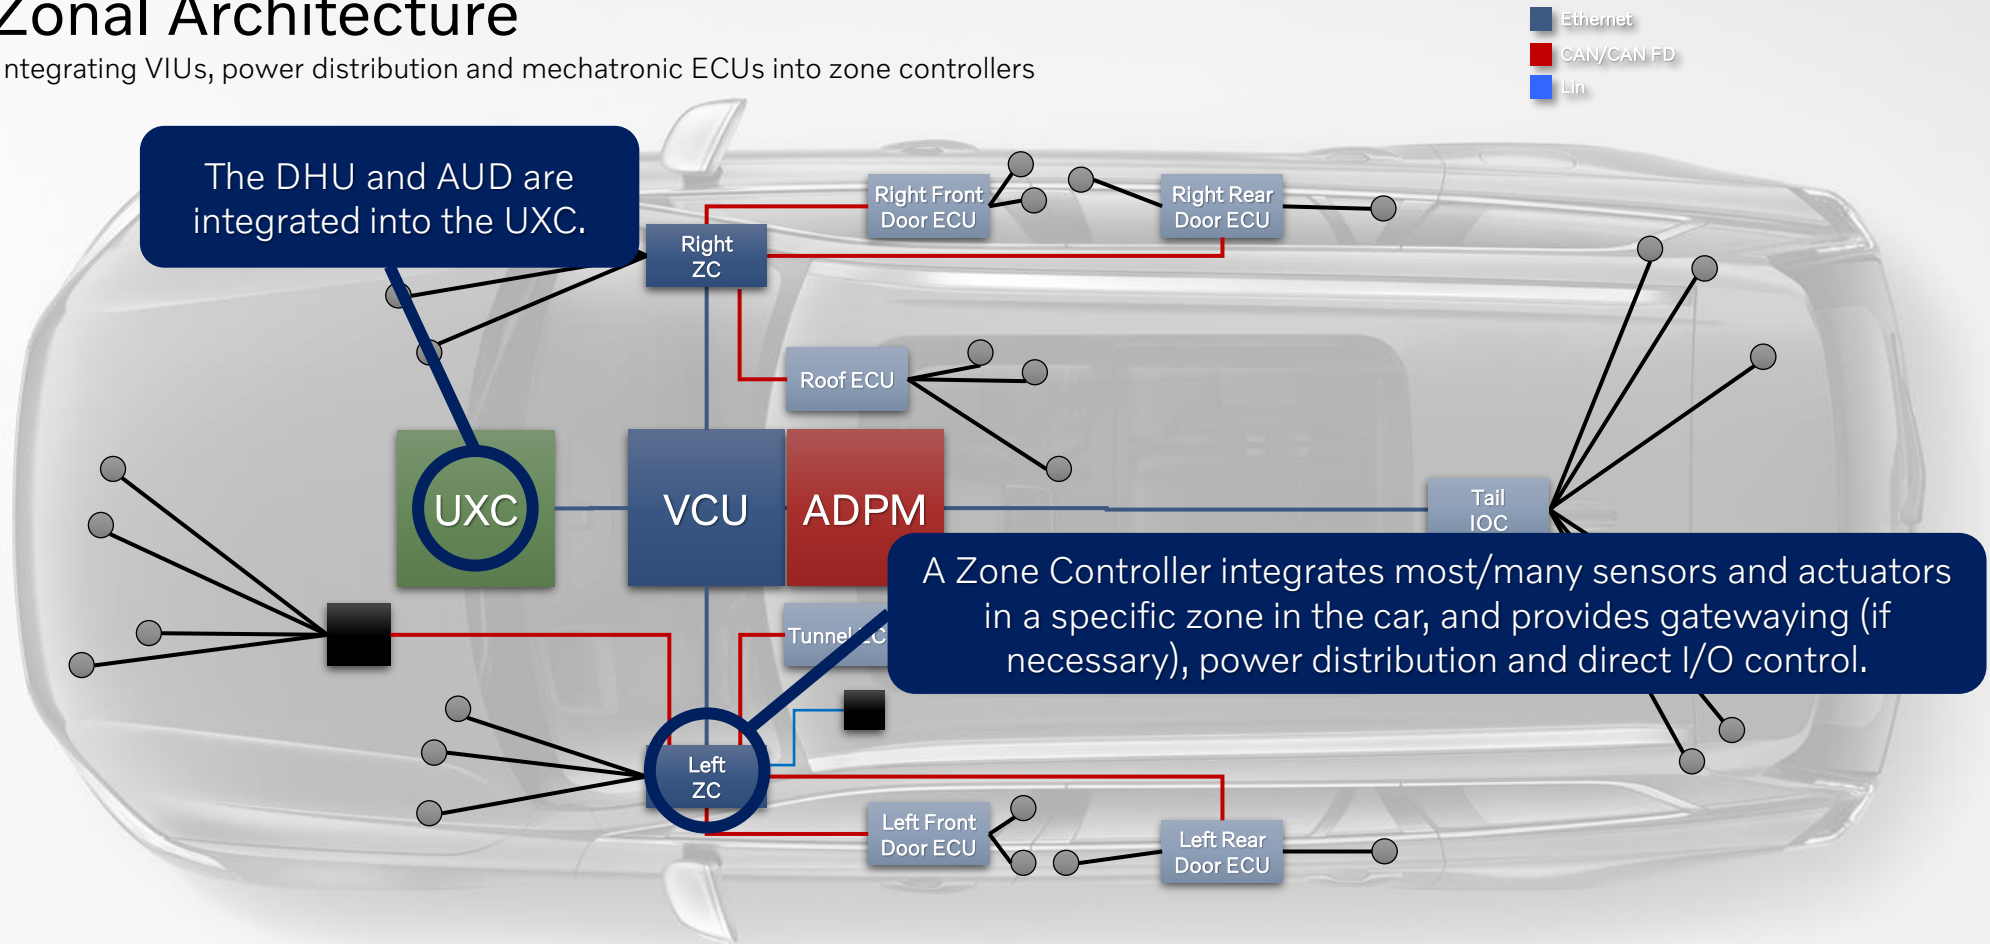 Zonal Architecture
ntegrating VIUs, power distribution and mechatronic ECUs into zone controllers
Ethernet
CAN/CAN FD
Lin
The DHU and AUD are
integrated into the UXC.
Right Front
Door ECU
Right Rear
Door ECU
Right
ZC
Roof ECU
UXC
VCU
ADPM
Tail
IOC
A Zone Controller integrates most/many sensors and actuators
in a specific zone in the car, and provides gatewaying (if
necessary), power distribution and direct I/O control.
Tunnel
Left
ZC
Left Front
Door ECU
Left Rear
Door ECU